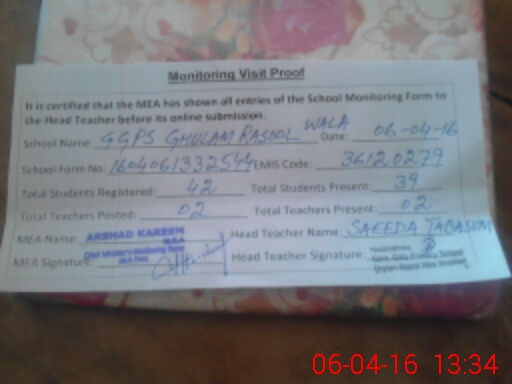 Monitoring Visit Proof
It is certified that the MEA has shown all entries of the School Monitoring Form to
the Head Teacher before its online submission.
School Name: GGPS GHULAM RASOOL WALA Date: 06-04-16
School Form No: 1604061332544 EMIS Code: 36120279
Total Students Registered: 42 Total Students Present: 39
Total Teachers Posted: 02 Total Teachers Present: 02
MEA Name: ARSHAD KAREEM Head Teacher Name: SAEEDA TABASUM
M.E.A
MEA Signature: Head Teacher Signature:
Govt. Girls Primary School
06-04-16 13:34